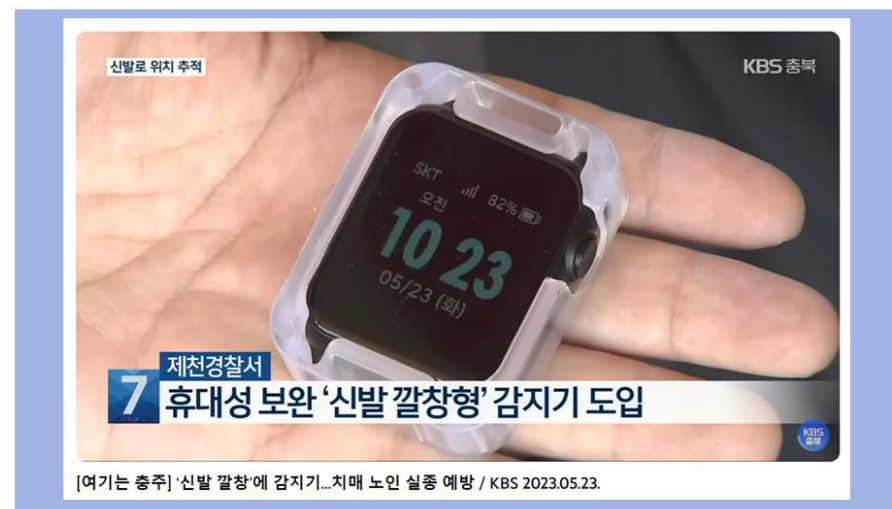 신발로 위치 추적
KBS 충북
SKT 82%
오전
10 23
05/23 (화)
제천경찰서
7
휴대성 보완 ‘신발 깔창형’ 감지기 도입
KBS
충북
[여기는 충주] ‘신발 깔창’에 감지기...치매 노인 실종 예방 / KBS 2023.05.23.